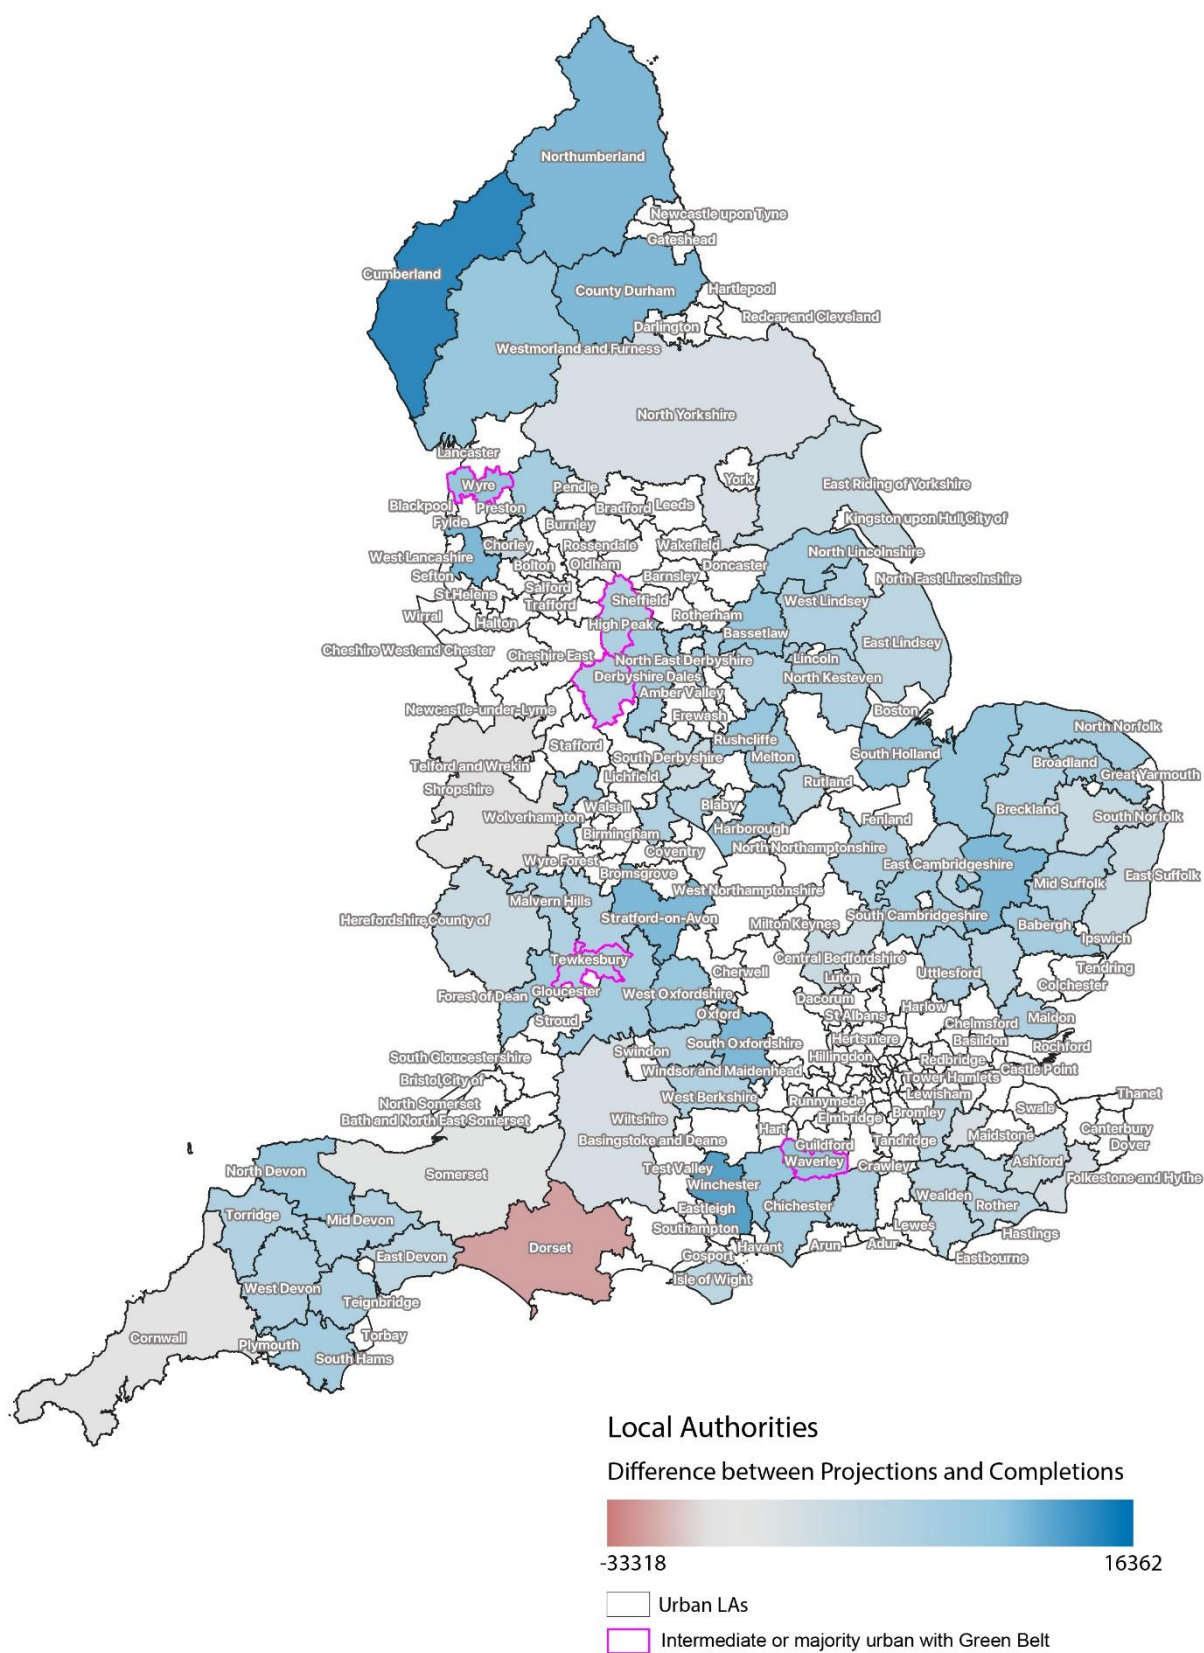 Northumberland
Newcastle upon Tyne
Gateshead
Cumberland
County Durham
Hartlepool
Redcar and Cleveland
Darlington
Westmorland and Furness
North Yorkshire
Lancaster
York
Wyre
Pendle
East Riding of Yorkshire
Blackpool
Preston
Bradford
Leeds
Fylde
Burnley
Kingston upon Hull,City of
Chorley
Rossendale
Wakefield
North Lincolnshire
West Lancashire
Bolton
Oldham
Doncaster
Sefton
Barnsley
North East Lincolnshire
St.Helens
Salford
Sheffield
West Lindsey
Wirral
Trafford
Rotherham
Halton
High Peak
Bassetlaw
East Lindsey
Cheshire West and Chester
Cheshire East
North East Derbyshire
Lincoln
Derbyshire Dales
North Kesteven
Amber Valley
Newcastle-under-Lyme
Erewash
Boston
North Norfolk
Stafford
Rushcliffe
South Holland
Telford and Wrekin
South Derbyshire
Melton
Broadland
Lichfield
Great Yarmouth
Shropshire
Rutland
Walsall
Blaby
Breckland
Wolverhampton
Fenland
South Norfolk
Birmingham
Harborough
Coventry
North Northamptonshire
Wyre Forest
East Cambridgeshire
Bromsgrove
East Suffolk
West Northamptonshire
Mid Suffolk
Malvern Hills
Herefordshire,County of
Stratford-on-Avon
South Cambridgeshire
Milton Keynes
Babergh
Ipswich
Tewkesbury
Central Bedfordshire
Cherwell
Luton
Uttlesford
Tendring
Colchester
Forest of Dean
Gloucester
West Oxfordshire
Dacorum
Harlow
Oxford
St Albans
Stroud
Chelmsford
Maldon
Hertsmere
Basildon
South Oxfordshire
Rochford
Swindon
South Gloucestershire
Hillingdon
Redbridge
Windsor and Maidenhead
Castle Point
Bristol,City of
Tower Hamlets
West Berkshire
Lewisham
Thanet
North Somerset
Runnymede
Swale
Wiltshire
Elmbridge
Bromley
Bath and North East Somerset
Canterbury
Hart
Maidstone
Basingstoke and Deane
Guildford
Tandridge
Dover
Waverley
Ashford
North Devon
Test Valley
Crawley
Somerset
Folkestone and Hythe
Winchester
Wealden
Torridge
Eastleigh
Chichester
Rother
Mid Devon
Southampton
Lewes
Hastings
Dorset
Havant
Arun
Adur
East Devon
Gosport
Eastbourne
Isle of Wight
West Devon
Teignbridge
Cornwall
Torbay
Plymouth
South Hams
Local Authorities
Difference between Projections and Completions
-33318
16362
Urban LAs
Intermediate or majority urban with Green Belt